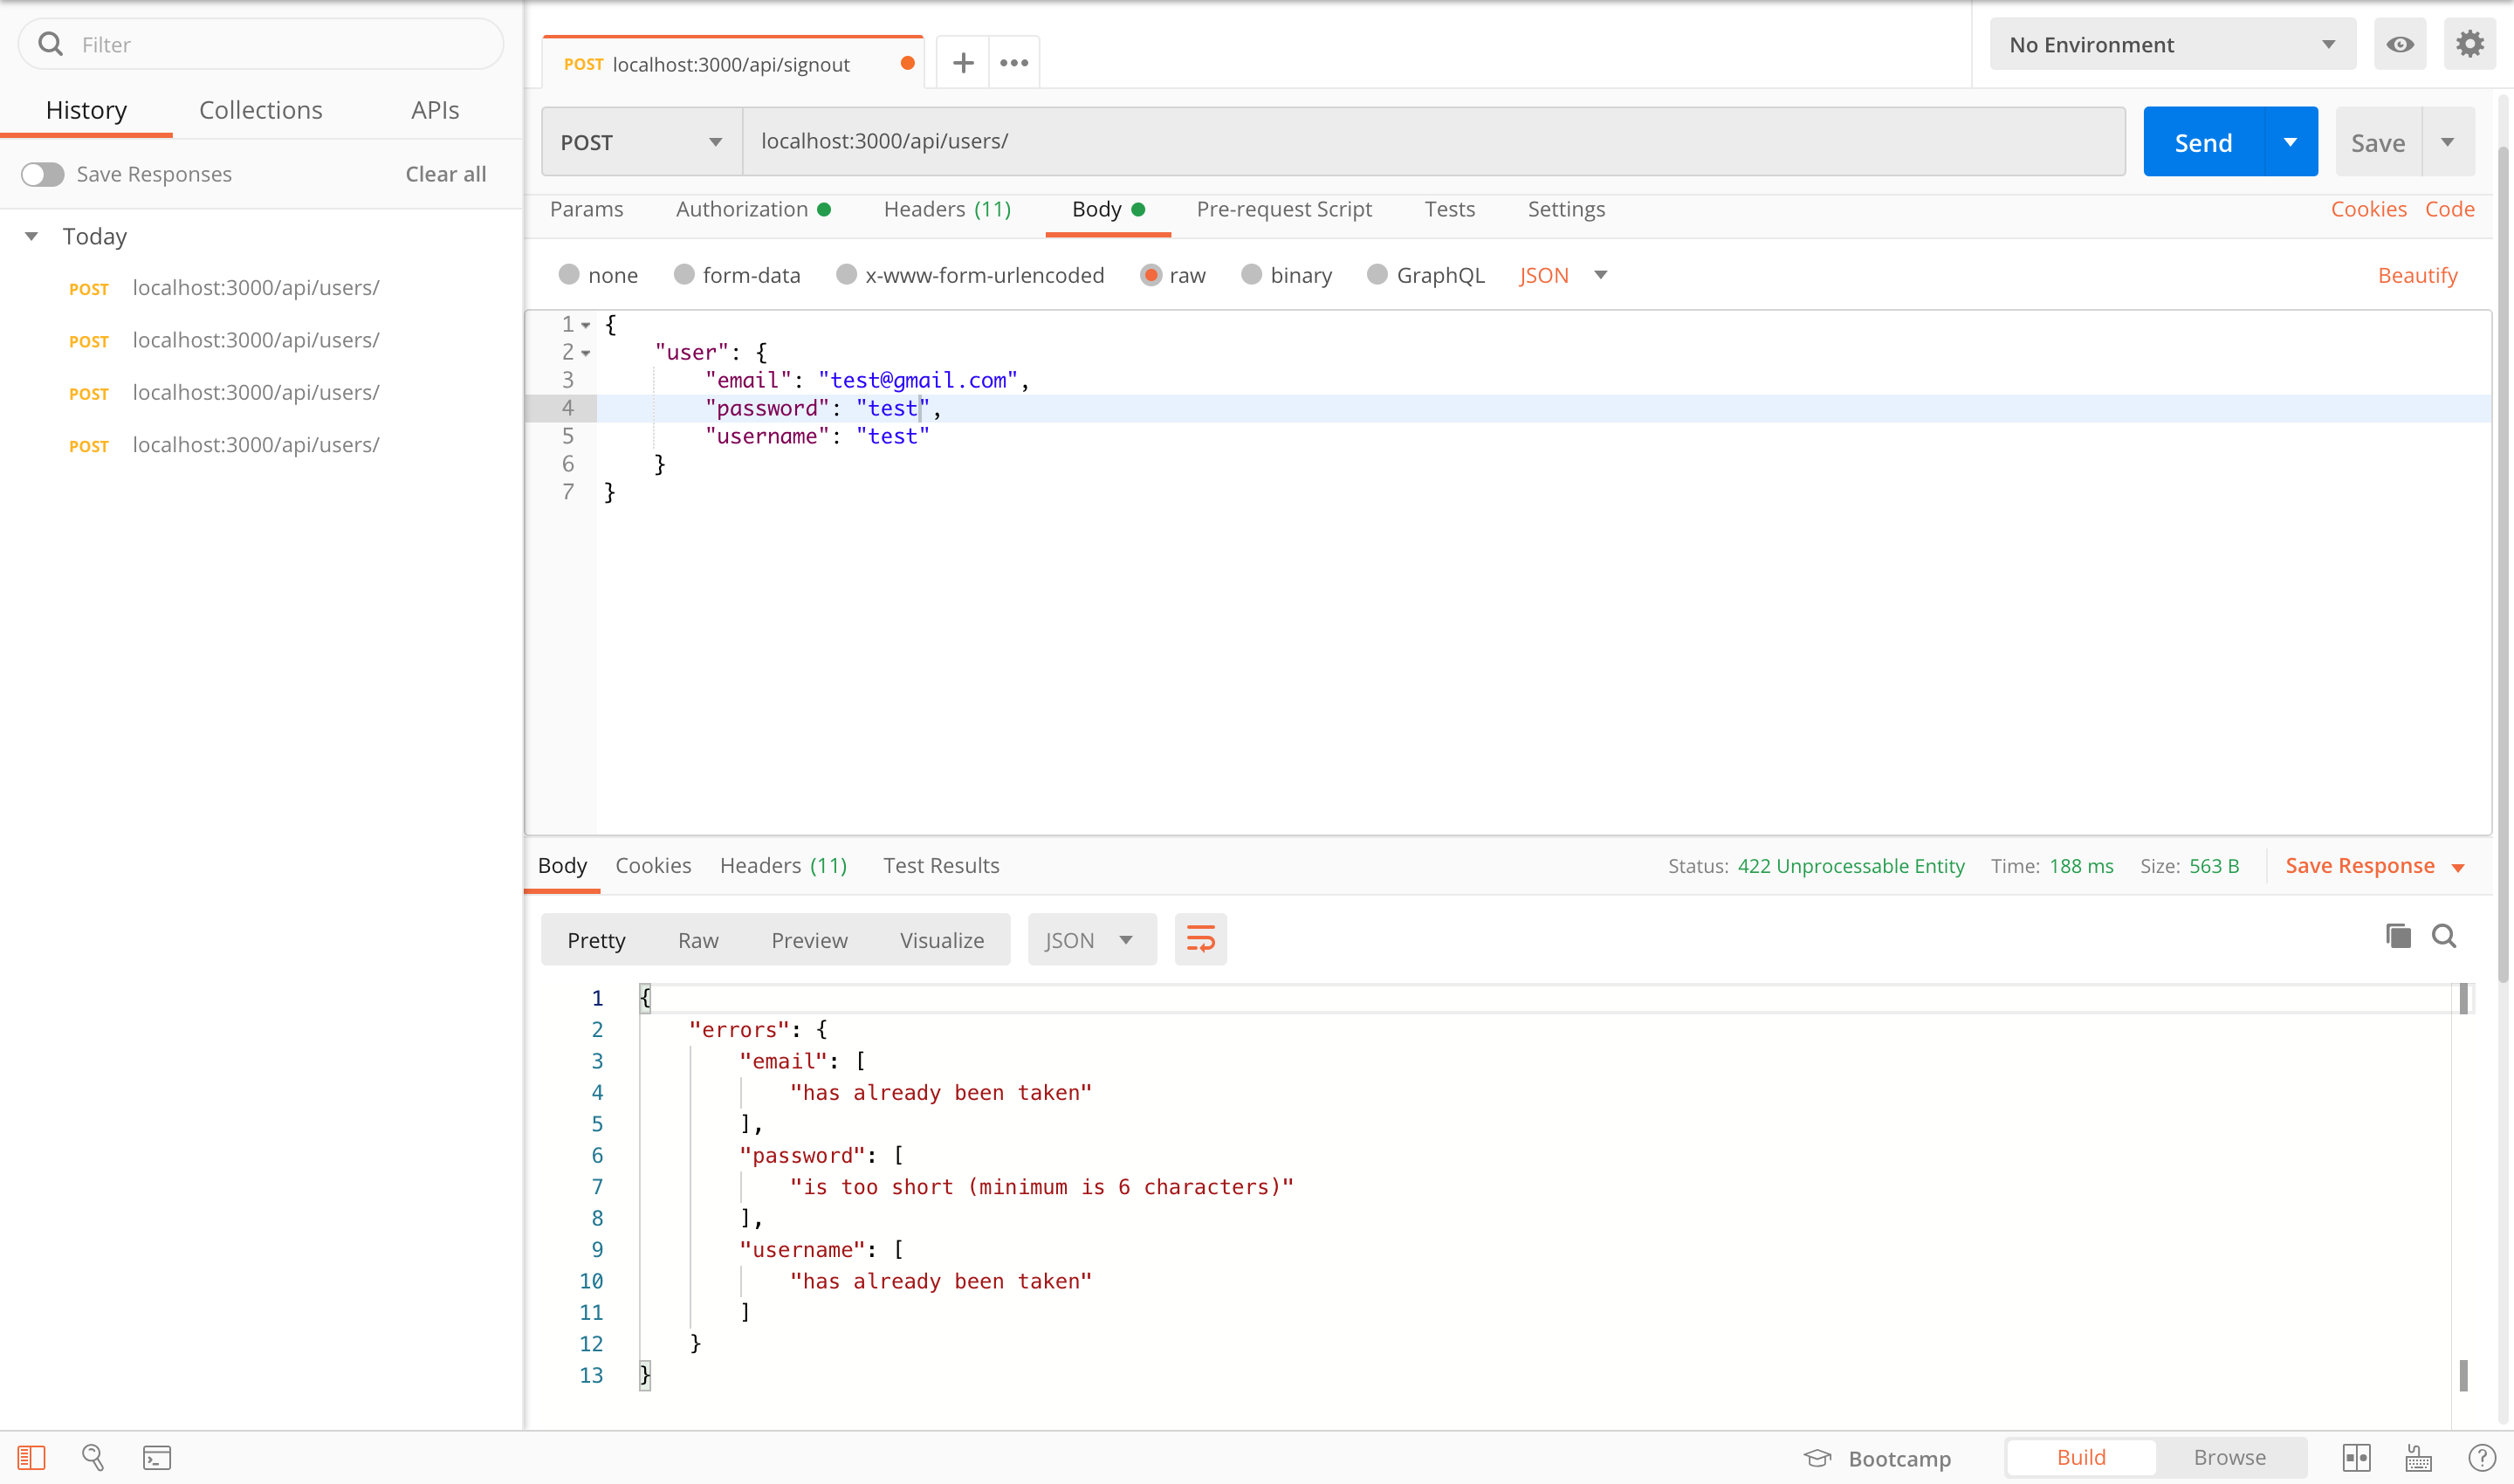 Filter
History Collections APIs
Save Responses Clear all
Today
POST localhost:3000/api/users/
POST localhost:3000/api/users/
POST localhost:3000/api/users/
POST localhost:3000/api/users/
POST localhost:3000/api/signout
No Environment
POST localhost:3000/api/users/ Send Save
Params Authorization Headers (11) Body Pre-request Script Tests Settings Cookies Code
none form-data x-www-form-urlencoded raw binary GraphQL JSON Beautify
1 {
2 "user": {
3 "email": "test@gmail.com",
4 "password": "test",
5 "username": "test"
6 }
7 }
Body Cookies Headers (11) Test Results Status: 422 Unprocessable Entity Time: 188 ms Size: 563 B Save Response
Pretty Raw Preview Visualize JSON
1 {
2 "errors": {
3 "email": [
4 "has already been taken"
5 ],
6 "password": [
7 "is too short (minimum is 6 characters)"
8 ],
9 "username": [
10 "has already been taken"
11 ]
12 }
13 }
Bootcamp Build Browse